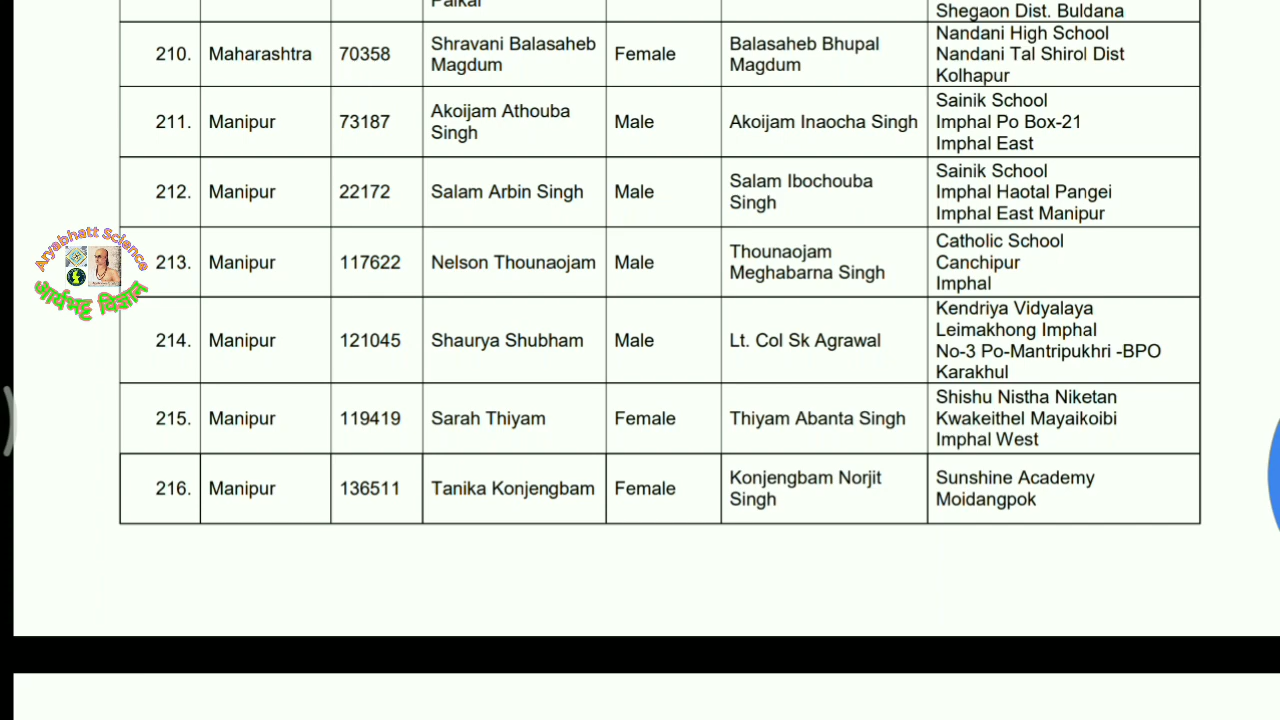 Paikar
Shegaon Dist. Buldana
210. Maharashtra 70358 Shravani Balasaheb Magdum Female Balasaheb Bhupal Magdum Nandani High School Nandani Tal Shirol Dist Kolhapur
211. Manipur 73187 Akoijam Athouba Singh Male Akoijam Inaocha Singh Sainik School Imphal Po Box-21 Imphal East
212. Manipur 22172 Salam Arbin Singh Male Salam Ibochouba Singh Sainik School Imphal Haotal Pangei Imphal East Manipur
213. Manipur 117622 Nelson Thounaojam Male Thounaojam Meghabarna Singh Catholic School Canchipur Imphal
214. Manipur 121045 Shaurya Shubham Male Lt. Col Sk Agrawal Kendriya Vidyalaya Leimakhong Imphal No-3 Po-Mantripukhri -BPO Karakhul
215. Manipur 119419 Sarah Thiyam Female Thiyam Abanta Singh Shishu Nistha Niketan Kwakeithel Mayaikoibi Imphal West
216. Manipur 136511 Tanika Konjengbam Female Konjengbam Norjit Singh Sunshine Academy Moidangpok
Aryabhatt Science
आर्यभट्ट विज्ञान